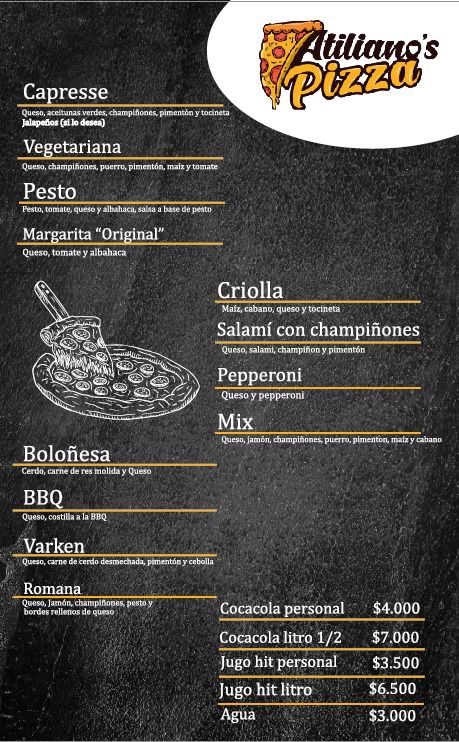 Atiliano's
Pizza
Capresse
Queso, aceitunas verdes, champiñones, pimentòn y tocineta
Jalapeños (si lo desea)
Vegetariana
Queso, champiñones, puerro, pimentón, maíz y tomate
Pesto
Pesto, tomate, queso y albahaca, salsa a base de pesto
Margarita “Original”
Queso, tomate y albahaca
Criolla
Maíz, cabano, queso y tocineta
Salamí con champiñones
Queso, salami, champiñon y pimentón
Pepperoni
Queso y pepperoni
Mix
Queso, jamón, champiñones, puerro, pimenton, maíz y cabano
Boloñesa
Cerdo, carne de res molida y Queso
BBQ
Queso, costilla a la BBQ
Varken
Queso, carne de cerdo desmechada, pimentón y cebolla
Romana
Queso, Jamón, champiñones, pesto y
bordes rellenos de queso
Cocacola personal $4.000
Cocacola litro 1/2 $7.000
Jugo hit personal $3.500
Jugo hit litro $6.500
Agua $3.000